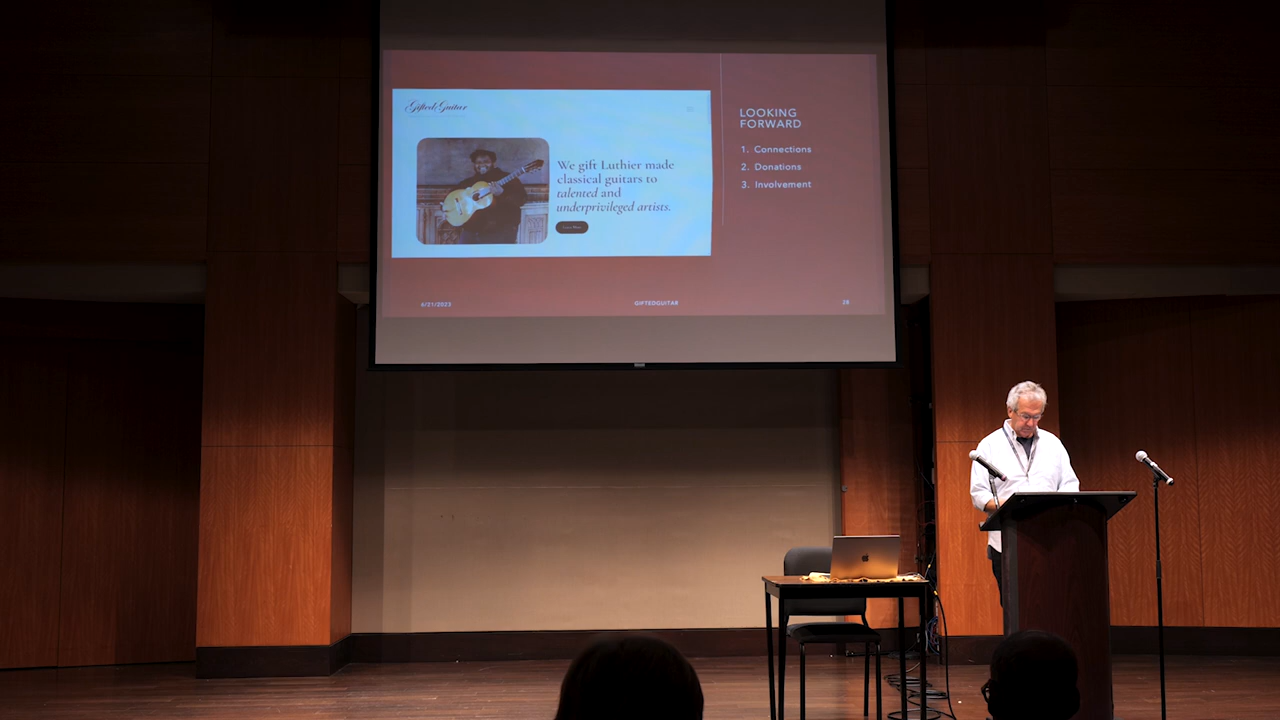 GiftedGuitar
We gift Luthier made
classical guitars to
talented and
underprivileged artists.
LOOKING
FORWARD
1. Connections
2. Donations
3. Involvement
6/21/2023
GIFTEDGUITAR
28